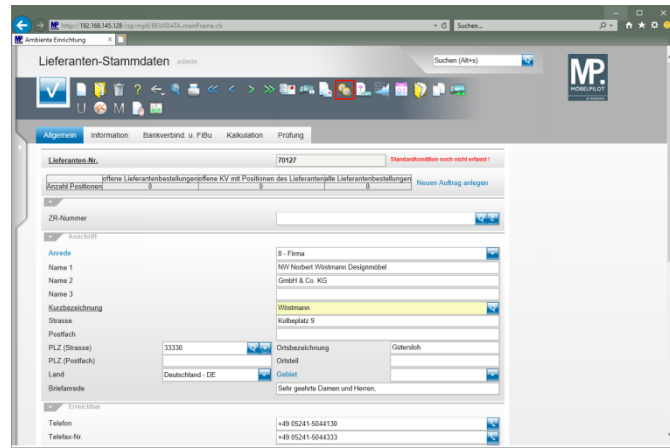 http://192.168.145.128/csp/mpli/BEWIDATA.mainFrame.cls
Suchen...
Ambiente Einrichtung
Lieferanten-Stammdaten admin
Suchen (Alt+s)
MP.
MÖBELPILOT
Allgemein Information Bankverbind. u. FiBu Kalkulation Prüfung
Lieferanten-Nr. 70127 Standardkondition noch nicht erfasst !
offene Lieferantenbestellungen offene KV mit Positionen des Lieferanten alle Lieferantenbestellungen
Anzahl Positionen 0 0 0
Neuen Auftrag anlegen
ZR-Nummer
Anschrift
Anrede 8 - Firma
Name 1 NW Norbert Wöstmann Designmöbel
Name 2 GmbH & Co. KG
Name 3
Kurzbezeichnung Wöstmann
Strasse Kolbeplatz 9
Postfach
PLZ (Strasse) 33330 Ortsbezeichnung Gütersloh
PLZ (Postfach) Ortsteil
Land Deutschland - DE Gebiet
Briefanrede Sehr geehrte Damen und Herren,
Erreichbar
Telefon +49 05241-5044130
Telefax-Nr. +49 05241-5044333